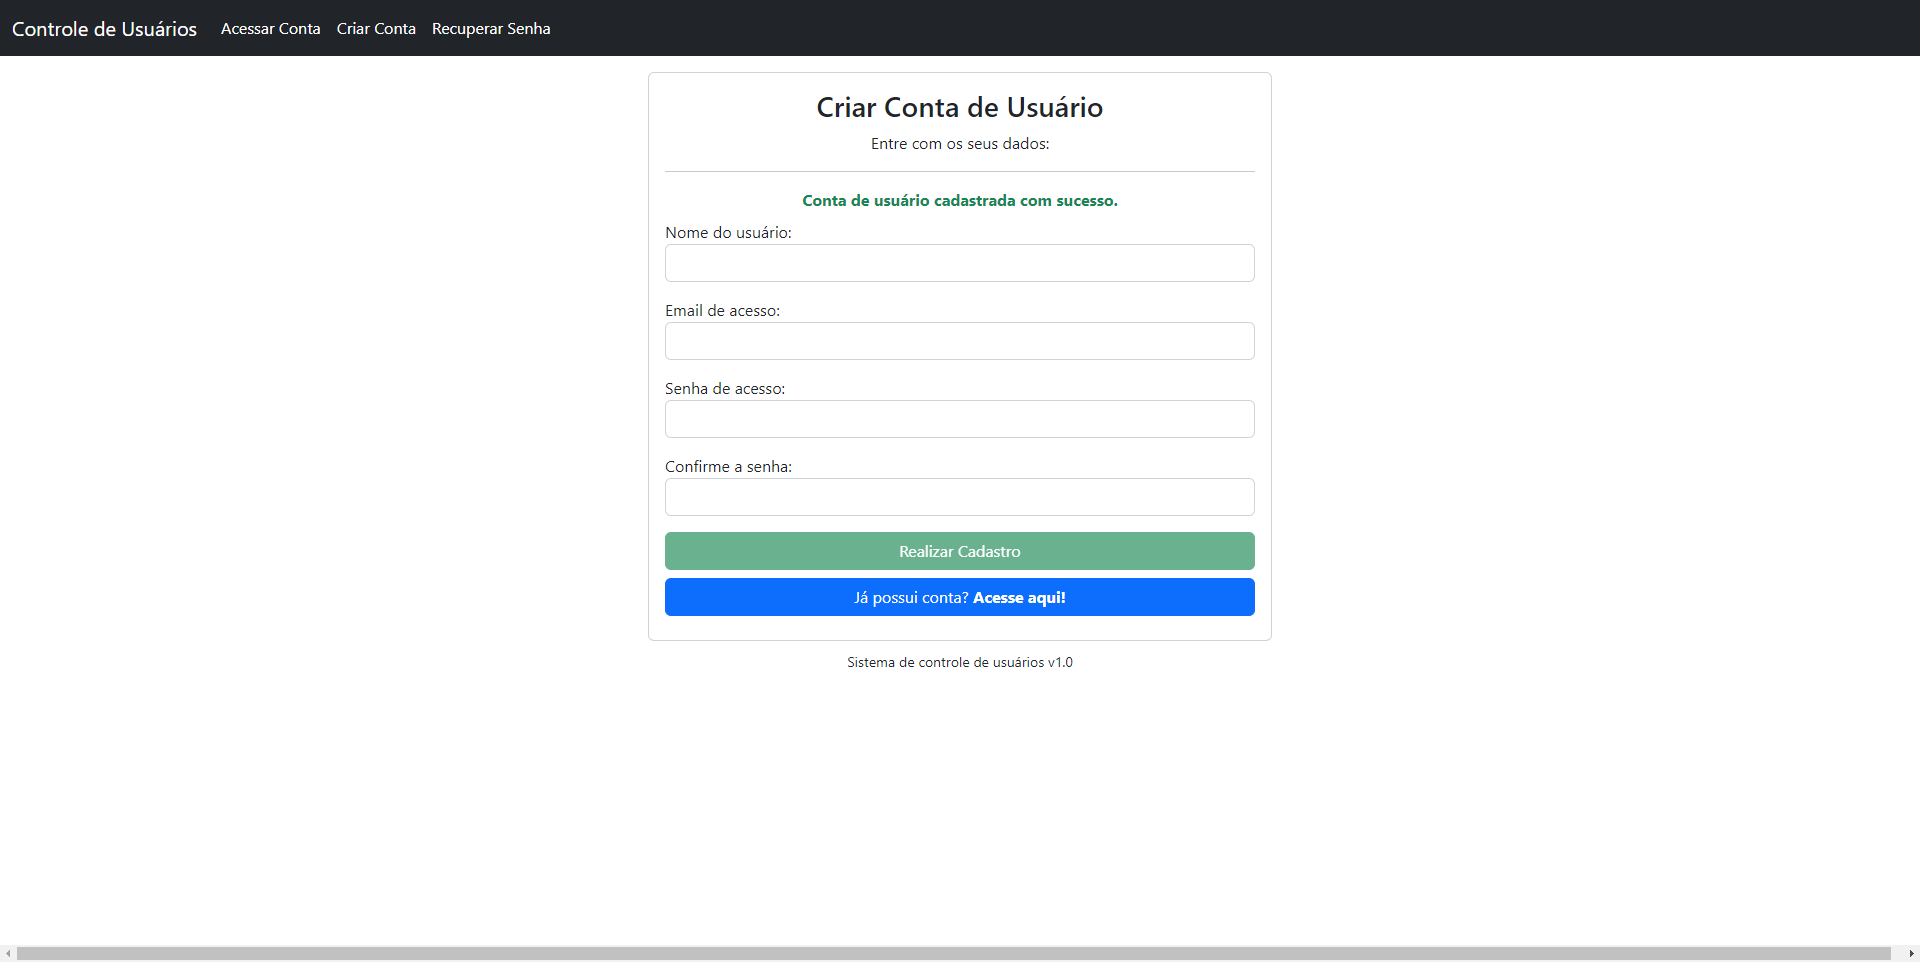 Controle de Usuários Acessar Conta Criar Conta Recuperar Senha
Criar Conta de Usuário
Entre com os seus dados:
Conta de usuário cadastrada com sucesso.
Nome do usuário:
Email de acesso:
Senha de acesso:
Confirme a senha:
Realizar Cadastro
Já possui conta? Acesse aqui!
Sistema de controle de usuários v1.0